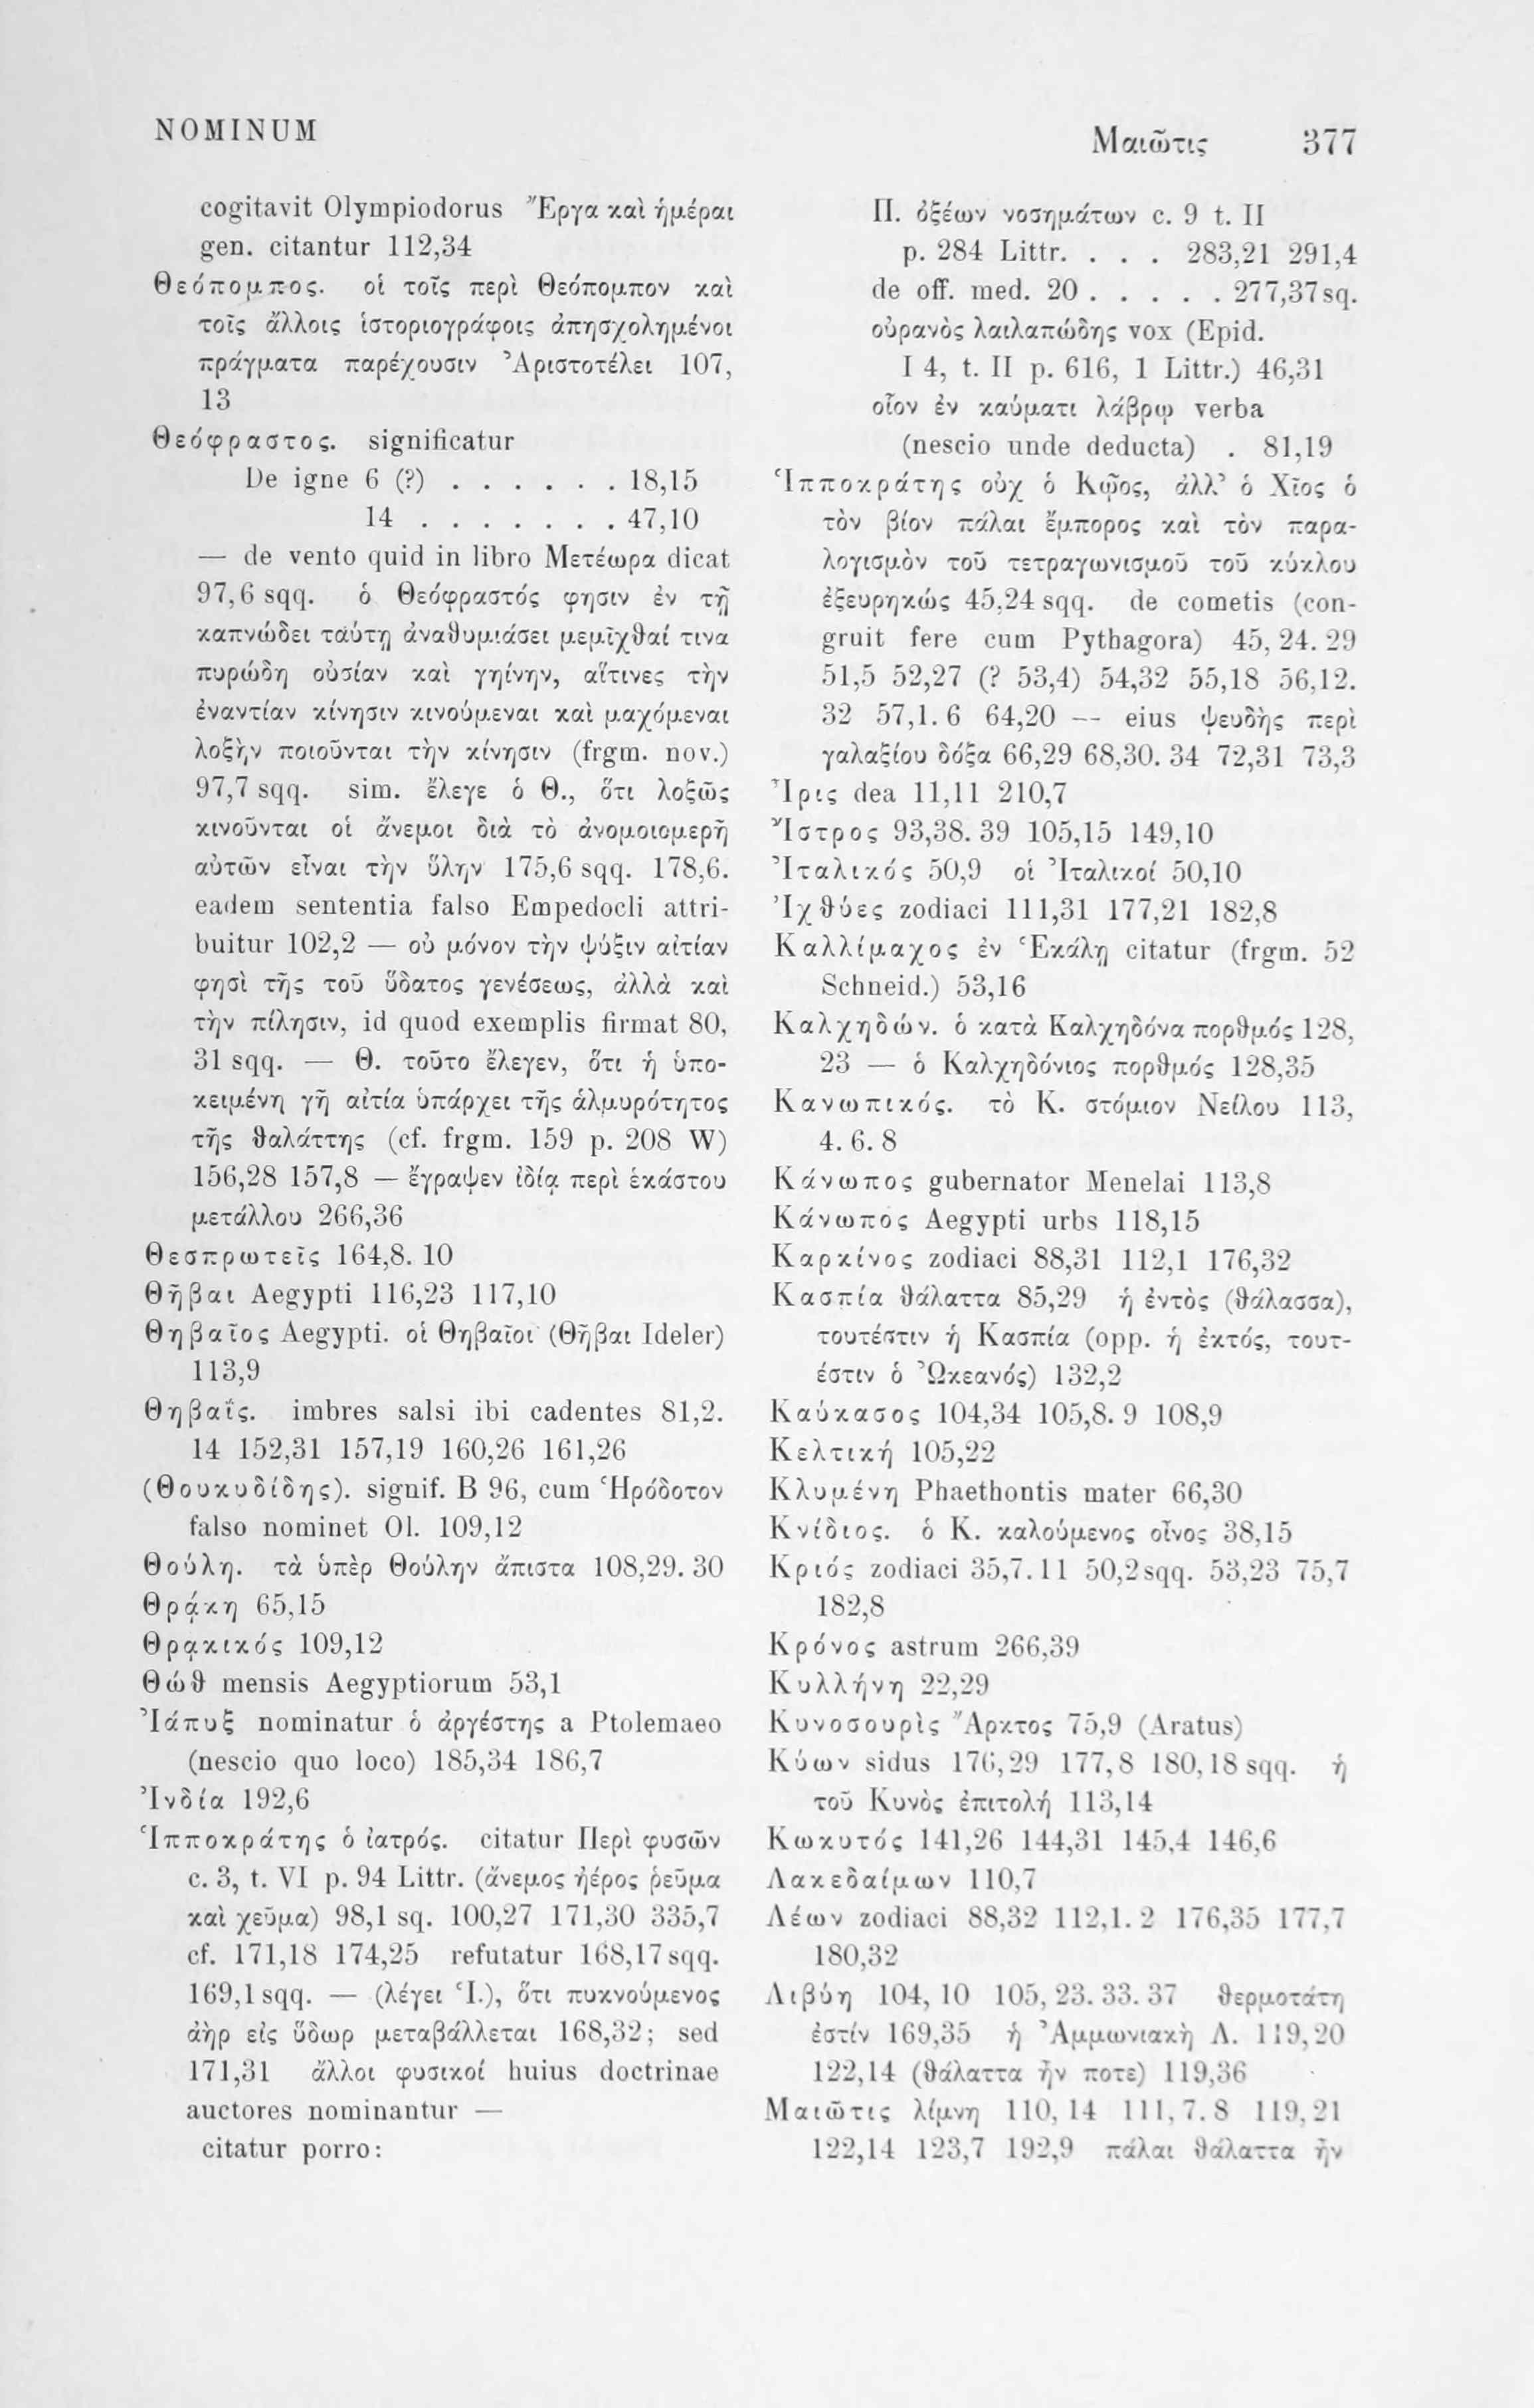 NOMINUM
Μαιῶτις 377
cogitavit Olympiodorus Ἔργα καὶ ἡμέραι
gen. citantur 112,34
Θεόπομπος. οἱ τοῖς περὶ Θεόπομπον καὶ
τοῖς ἄλλοις ἱστοριογράφοις ἀπησχολημένοι
πράγματα παρέχουσιν Ἀριστοτέλει 107,
13
Θεόφραστος. significatur
De igne 6 (?) . . . . . . 18,15
14 . . . . . . . 47,10
— de vento quid in libro Μετέωρα dicat
97,6 sqq. ὁ Θεόφραστός φησιν ἐν τῇ
καπνώδει ταύτῃ ἀναθυμιάσει μεμῖχθαί τινα
πυρώδη οὐσίαν καὶ γηίνην, αἵτινες τὴν
ἐναντίαν κίνησιν κινούμεναι καὶ μαχόμεναι
λοξὴν ποιοῦνται τὴν κίνησιν (frgm. nov.)
97,7 sqq. sim. ἔλεγε ὁ Θ., ὅτι λοξῶς
κινοῦνται οἱ ἄνεμοι διὰ τὸ ἀνομοιομερῆ
αὐτῶν εἶναι τὴν ὕλην 175,6 sqq. 178,6.
eadem sententia falso Empedocli attri-
buitur 102,2 — οὐ μόνον τὴν ψύξιν αἰτίαν
φησὶ τῆς τοῦ ὕδατος γενέσεως, ἀλλὰ καὶ
τὴν πίλησιν, id quod exemplis firmat 80,
31 sqq. — Θ. τοῦτο ἔλεγεν, ὅτι ἡ ὑπο-
κειμένη γῆ αἰτία ὑπάρχει τῆς ἁλμυρότητος
τῆς θαλάττης (cf. frgm. 159 p. 208 W)
156,28 157,8 — ἔγραψεν ἰδίᾳ περὶ ἑκάστου
μετάλλου 266,36
Θεσπρωτεῖς 164,8. 10
Θῆβαι Aegypti 116,23 117,10
Θηβαῖος Aegypti. οἱ Θηβαῖοι (Θῆβαι Ideler)
113,9
Θηβαΐς. imbres salsi ibi cadentes 81,2.
14 152,31 157,19 160,26 161,26
(Θουκυδίδης). signif. B 96, cum Ἡρόδοτον
falso nominet Ol. 109,12
Θούλη. τὰ ὑπὲρ Θούλην ἄπιστα 108,29. 30
Θρᾴκη 65,15
Θρᾳκικός 109,12
Θώθ mensis Aegyptiorum 53,1
Ἰάπυξ nominatur ὁ ἀργέστης a Ptolemaeo
(nescio quo loco) 185,34 186,7
Ἰνδία 192,6
Ἱπποκράτης ὁ ἰατρός. citatur Περὶ φυσῶν
c. 3, t. VI p. 94 Littr. (ἄνεμος ἠέρος ῥεῦμα
καὶ χεῦμα) 98,1 sq. 100,27 171,30 335,7
cf. 171,18 174,25 refutatur 168,17 sqq.
169,1 sqq. — (λέγει Ἱ.), ὅτι πυκνούμενος
ἀὴρ εἰς ὕδωρ μεταβάλλεται 168,32; sed
171,31 ἄλλοι φυσικοί huius doctrinae
auctores nominantur —
citatur porro:
Π. ὀξέων νοσημάτων c. 9 t. II
p. 284 Littr. . . . . 283,21 291,4
de off. med. 20 . . . . . 277,37 sq.
οὐρανὸς λαιλαπώδης vox (Epid.
I 4, t. II p. 616, 1 Littr.) 46,31
οἷον ἐν καύματι λάβρῳ verba
(nescio unde deducta) . 81,19
Ἱπποκράτης οὐχ ὁ Κῷος, ἀλλ᾽ ὁ Χῖος ὁ
τὸν βίον πάλαι ἔμπορος καὶ τὸν παρα-
λογισμὸν τοῦ τετραγωνισμοῦ τοῦ κύκλου
ἐξευρηκώς 45,24 sqq. de cometis (con-
gruit fere cum Pythagora) 45, 24. 29
51,5 52,27 (? 53,4) 54,32 55,18 56,12.
32 57,1. 6 64,20 — eius ψευδὴς περὶ
γαλαξίου δόξα 66,29 68,30. 34 72,31 73,3
Ἶρις dea 11,11 210,7
Ἴστρος 93,38. 39 105,15 149,10
Ἰταλικός 50,9 οἱ Ἰταλικοί 50,10
Ἰχθύες zodiaci 111,31 177,21 182,8
Καλλίμαχος ἐν Ἑκάλῃ citatur (frgm. 52
Schneid.) 53,16
Καλχηδών. ὁ κατὰ Καλχηδόνα πορθμός 128,
23 — ὁ Καλχηδόνιος πορθμός 128,35
Κανωπικός. τὸ Κ. στόμιον Νείλου 113,
4. 6. 8
Κάνωπος gubernator Menelai 113,8
Κάνωπος Aegypti urbs 118,15
Καρκίνος zodiaci 88,31 112,1 176,32
Κασπία θάλαττα 85,29 ἡ ἐντὸς (θάλασσα),
τουτέστιν ἡ Κασπία (opp. ἡ ἐκτός, τουτ-
έστιν ὁ Ὠκεανός) 132,2
Καύκασος 104,34 105,8. 9 108,9
Κελτική 105,22
Κλυμένη Phaethontis mater 66,30
Κνίδιος. ὁ Κ. καλούμενος οἶνος 38,15
Κριός zodiaci 35,7. 11 50,2 sqq. 53,23 75,7
182,8
Κρόνος astrum 266,39
Κυλλήνη 22,29
Κυνοσουρὶς Ἄρκτος 75,9 (Aratus)
Κύων sidus 176,29 177,8 180,18 sqq. ἡ
τοῦ Κυνὸς ἐπιτολή 113,14
Κωκυτός 141,26 144,31 145,4 146,6
Λακεδαίμων 110,7
Λέων zodiaci 88,32 112,1. 2 176,35 177,7
180,32
Λιβύη 104, 10 105, 23. 33. 37 θερμοτάτη
ἐστίν 169,35 ἡ Ἀμμωνιακὴ Λ. 119,20
122,14 (θάλαττα ἦν ποτε) 119,36
Μαιῶτις λίμνη 110, 14 111, 7. 8 119, 21
122,14 123,7 192,9 πάλαι θάλαττα ἦν